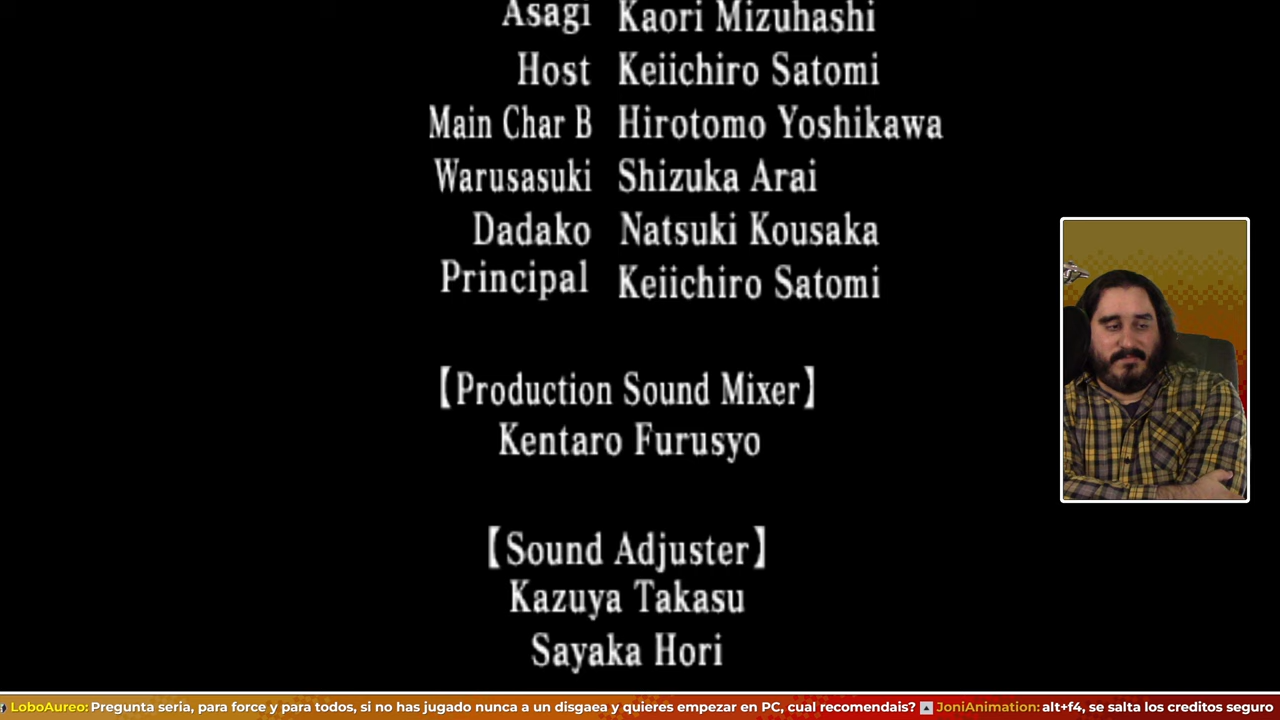 Asagi Kaori Mizuhashi
Host Keiichiro Satomi
Main Char B Hirotomo Yoshikawa
Warusasuki Shizuka Arai
Dadako Natsuki Kousaka
Principal Keiichiro Satomi
【Production Sound Mixer】
Kentaro Furusyo
【Sound Adjuster】
Kazuya Takasu
Sayaka Hori
LoboAureo: Pregunta seria, para force y para todos, si no has jugado nunca a un disgaea y quieres empezar en PC, cual recomendais? JoniAnimation: alt+f4, se salta los creditos seguro